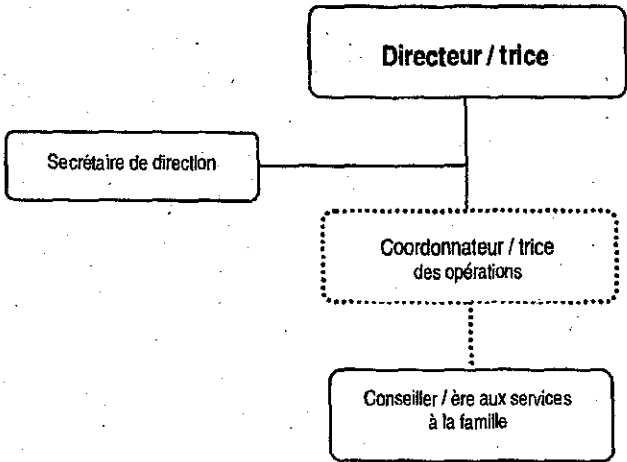 Directeur / trice
Secrétaire de direction
Coordonnateur / trice
des opérations
Conseiller / ère aux services
à la famille